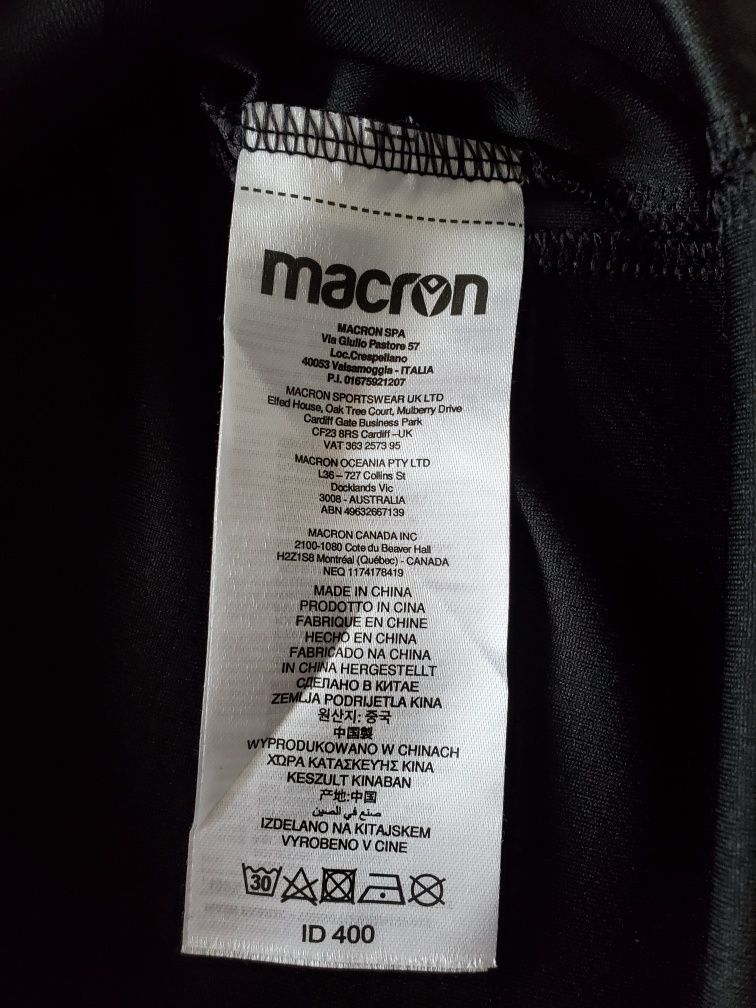 macron
MACRON SPA
Via Giulio Pastore 57
Loc.Crespellano
40053 Valsamoggia - ITALIA
P.I. 01675921207
MACRON SPORTSWEAR UK LTD
Elfed House, Oak Tree Court, Mulberry Drive
Cardiff Gate Business Park
CF23 8RS Cardiff –UK
VAT 363 2573 95
MACRON OCEANIA PTY LTD
L36 – 727 Collins St
Docklands Vic
3008 - AUSTRALIA
ABN 49632667139
MACRON CANADA INC
2100-1080 Cote du Beaver Hall
H2Z1S8 Montréal (Québec) - CANADA
NEQ 1174178419
MADE IN CHINA
PRODOTTO IN CINA
FABRIQUE EN CHINE
HECHO EN CHINA
FABRICADO NA CHINA
IN CHINA HERGESTELLT
СДЕЛАНО В КИТАЕ
ZEMLJA PODRIJETLA KINA
원산지: 중국
中国製
WYPRODUKOWANO W CHINACH
ΧΩΡΑ ΚΑΤΑΣΚΕΥΗΣ ΚΙΝΑ
KESZULT KINABAN
产地:中国
صنع في الصين
IZDELANO NA KITAJSKEM
VYROBENO V CINE
30
ID 400